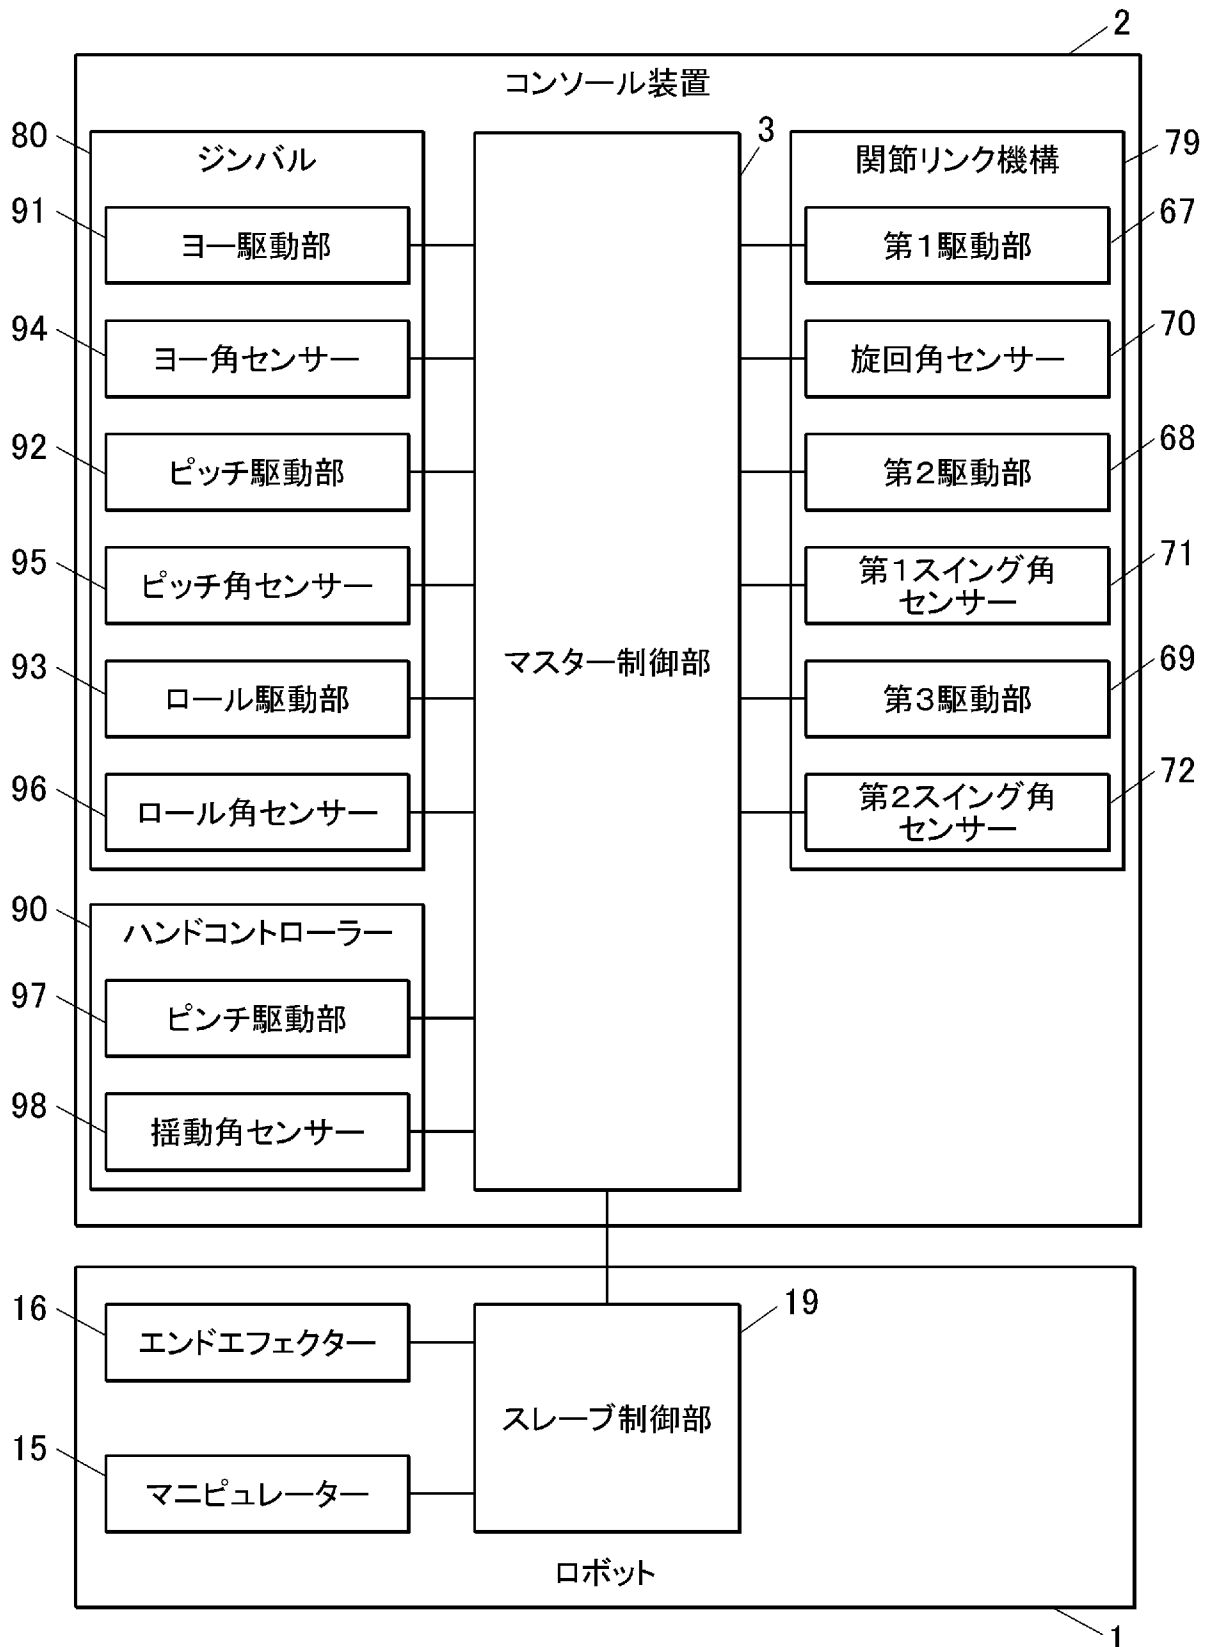 2
コンソール装置
80
ジンバル
91
ヨー駆動部
94
ヨー角センサー
92
ピッチ駆動部
95
ピッチ角センサー
93
ロール駆動部
96
ロール角センサー
90
ハンドコントローラー
97
ピンチ駆動部
98
揺動角センサー
3
マスター制御部
79
関節リンク機構
67
第1駆動部
70
旋回角センサー
68
第2駆動部
71
第1スイング角
センサー
69
第3駆動部
72
第2スイング角
センサー
16
エンドエフェクター
15
マニピュレーター
19
スレーブ制御部
ロボット
1